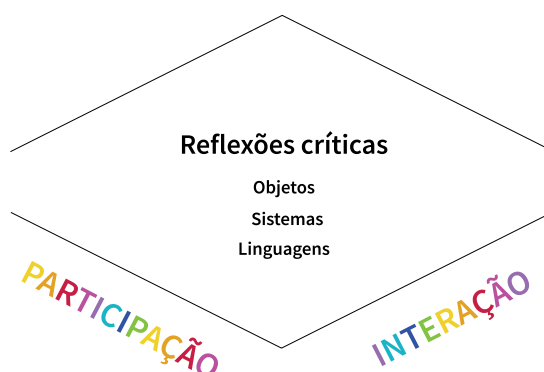 Reflexões críticas
Objetos
Sistemas
Linguagens
PARTICIPAÇÃO
INTERAÇÃO